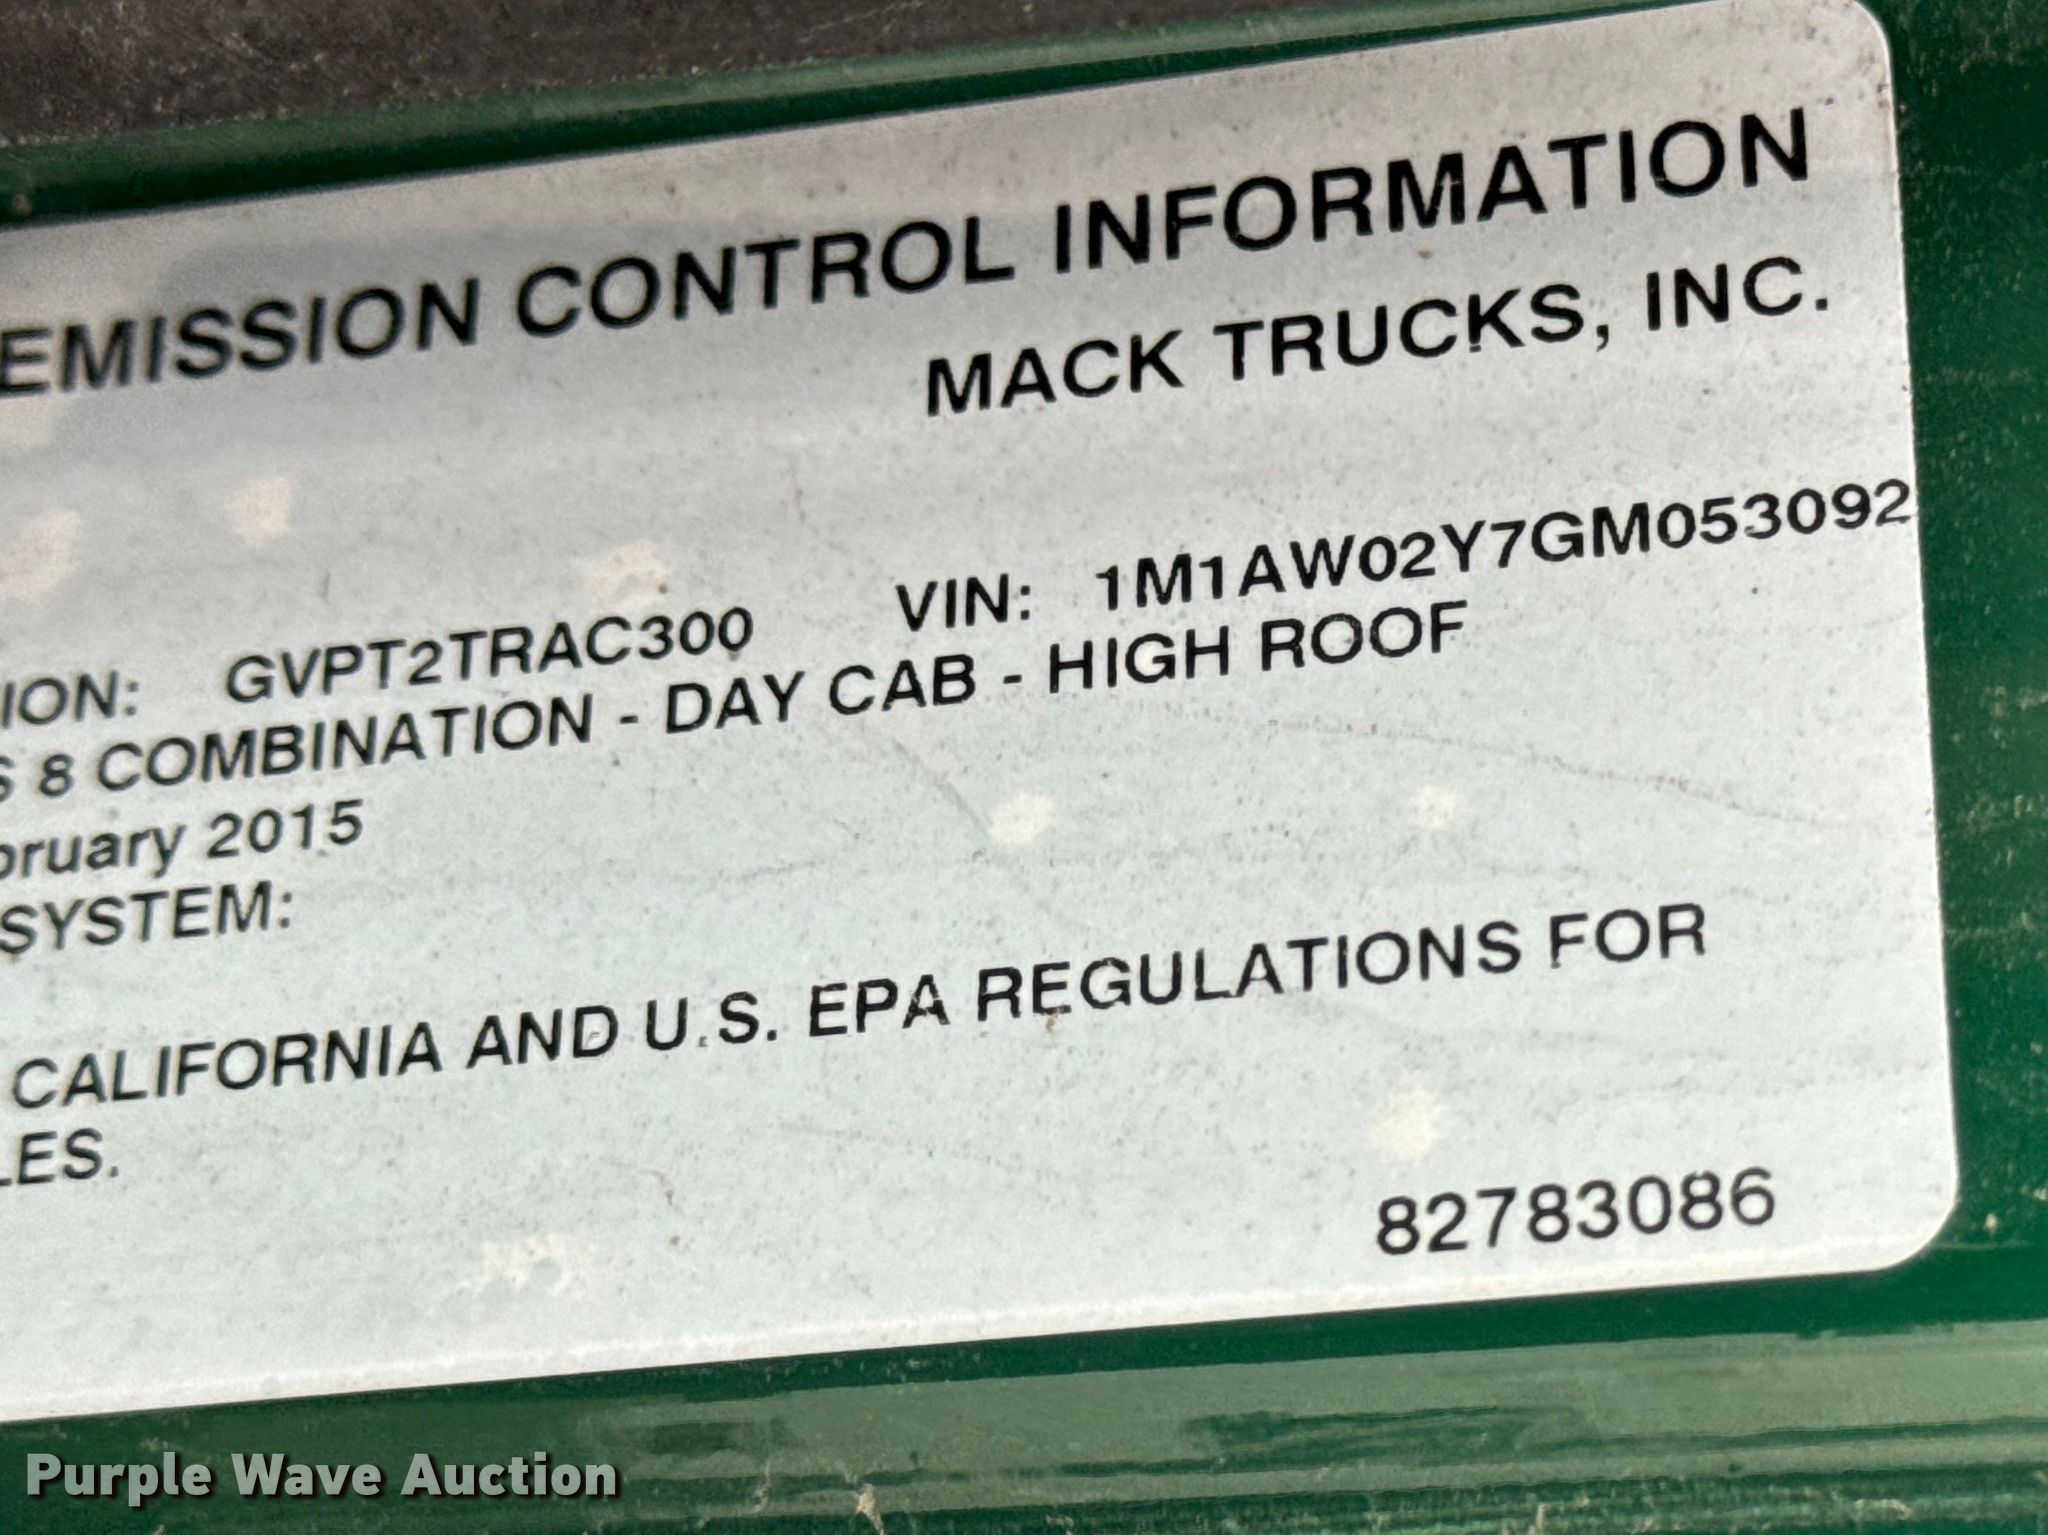 EMISSION CONTROL INFORMATION
MACK TRUCKS, INC.
ION: GVPT2TRAC300 VIN: 1M1AW02Y7GM053092
S 8 COMBINATION - DAY CAB - HIGH ROOF
bruary 2015
SYSTEM:
CALIFORNIA AND U.S. EPA REGULATIONS FOR
LES.
82783086
Purple Wave Auction